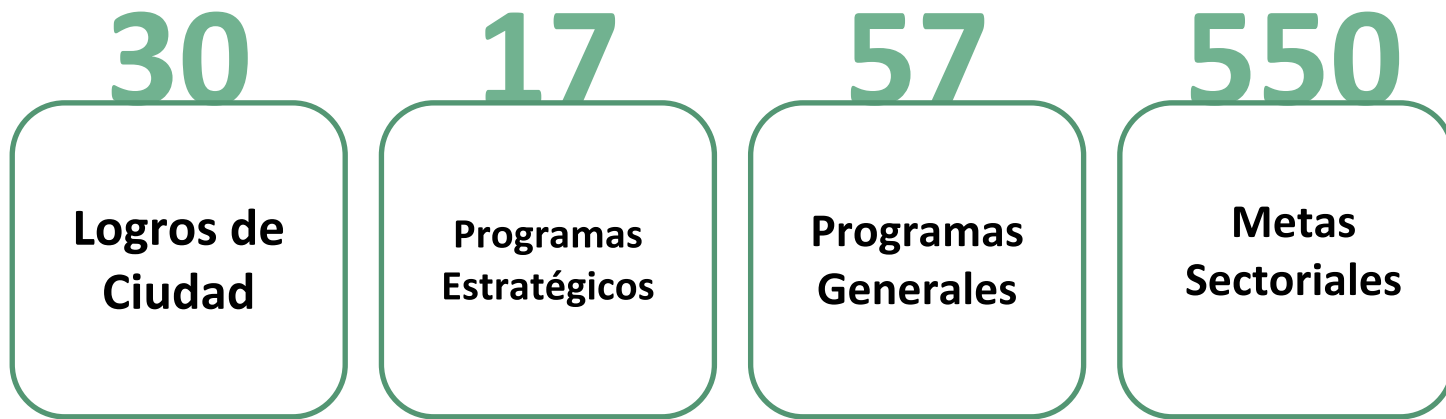 30
Logros de
Ciudad
17
Programas
Estratégicos
57
Programas
Generales
550
Metas
Sectoriales